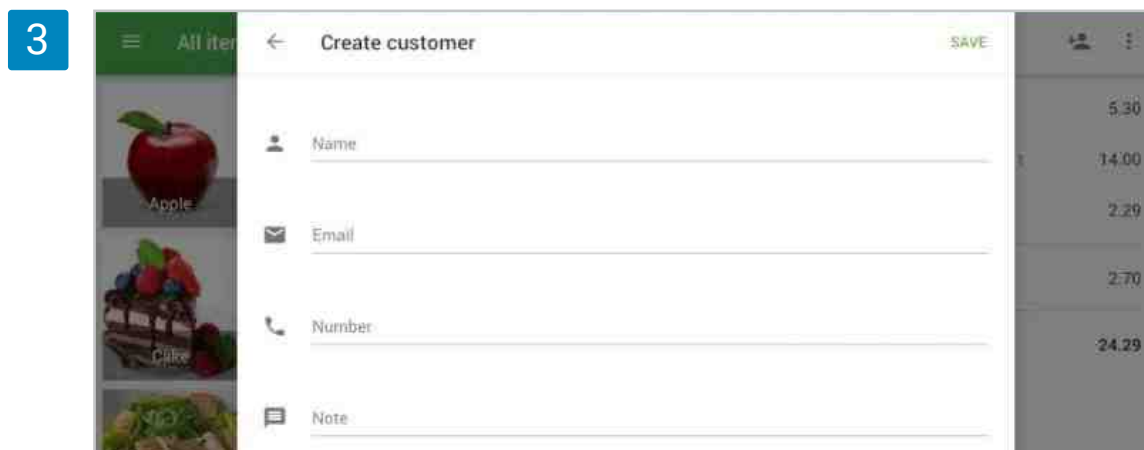 3
All iter
Create customer
SAVE
Name
Email
Number
Note
Apple
Cake
5.30
14.00
2.29
2.70
24.29